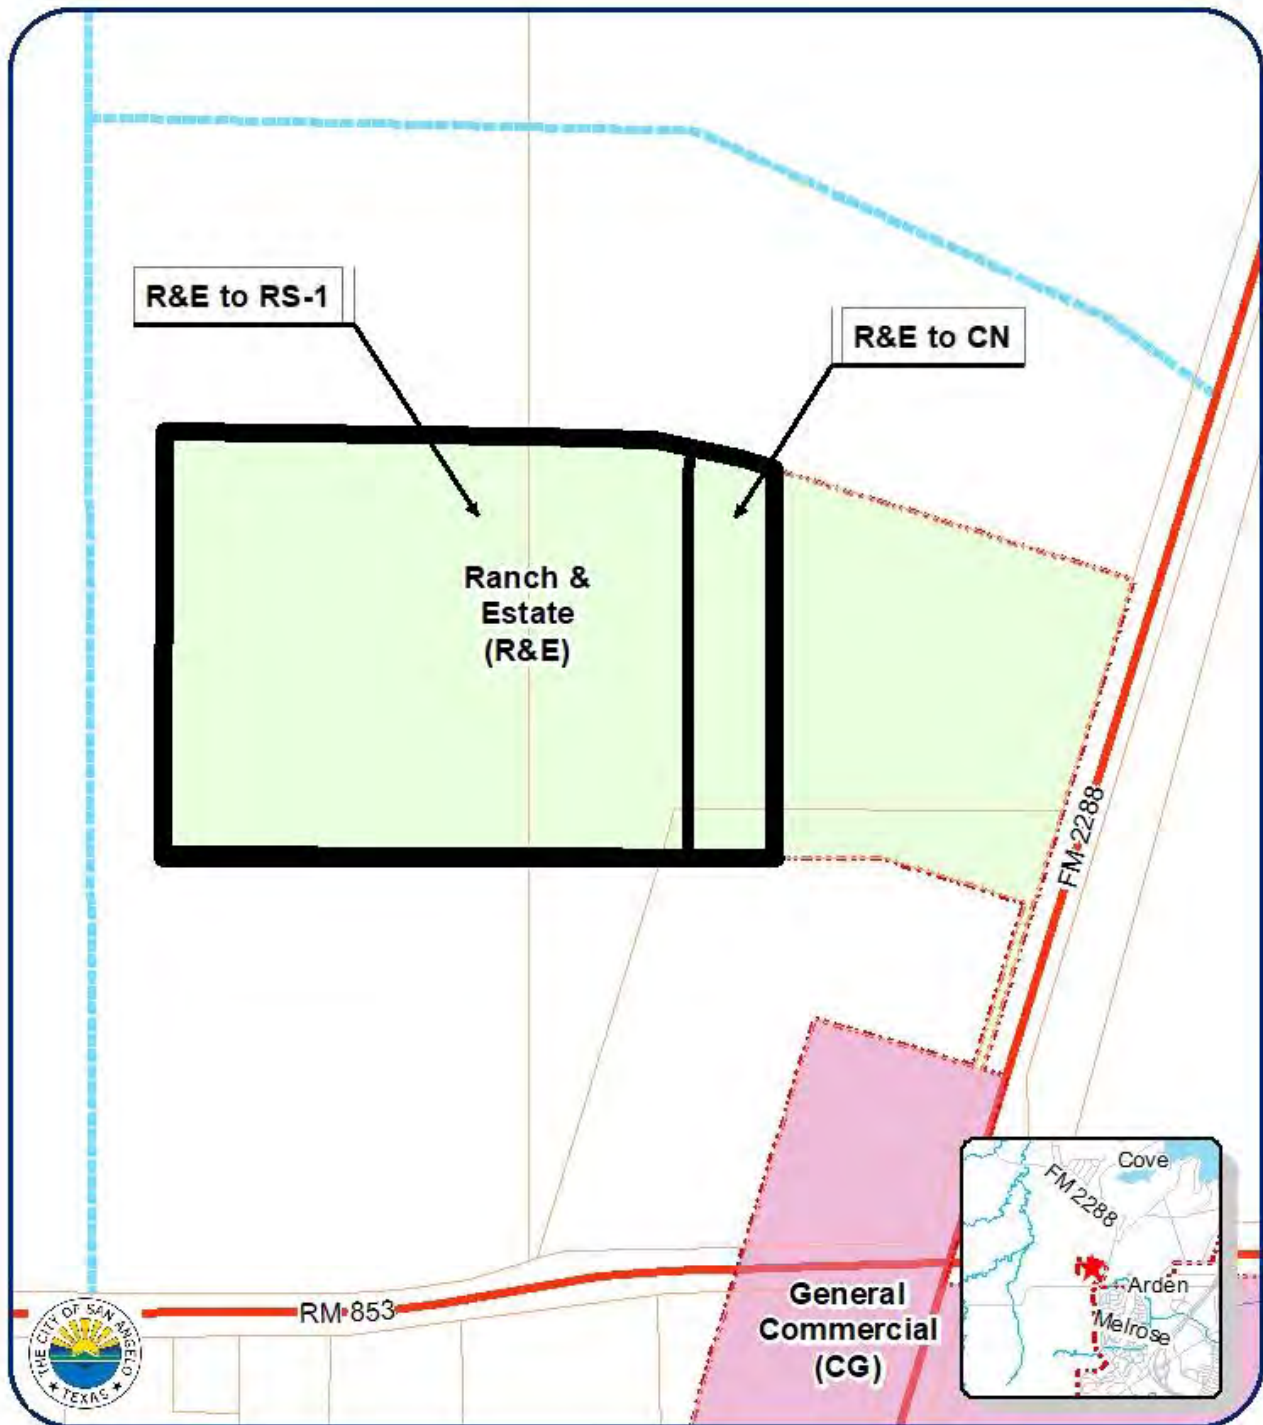 R&E to RS-1
R&E to CN
Ranch &
Estate
(R&E)
FM 2288
RM 853
General
Commercial
(CG)
Cove
FM 2288
Arden
Melrose
THE CITY OF SAN ANGELO
TEXAS